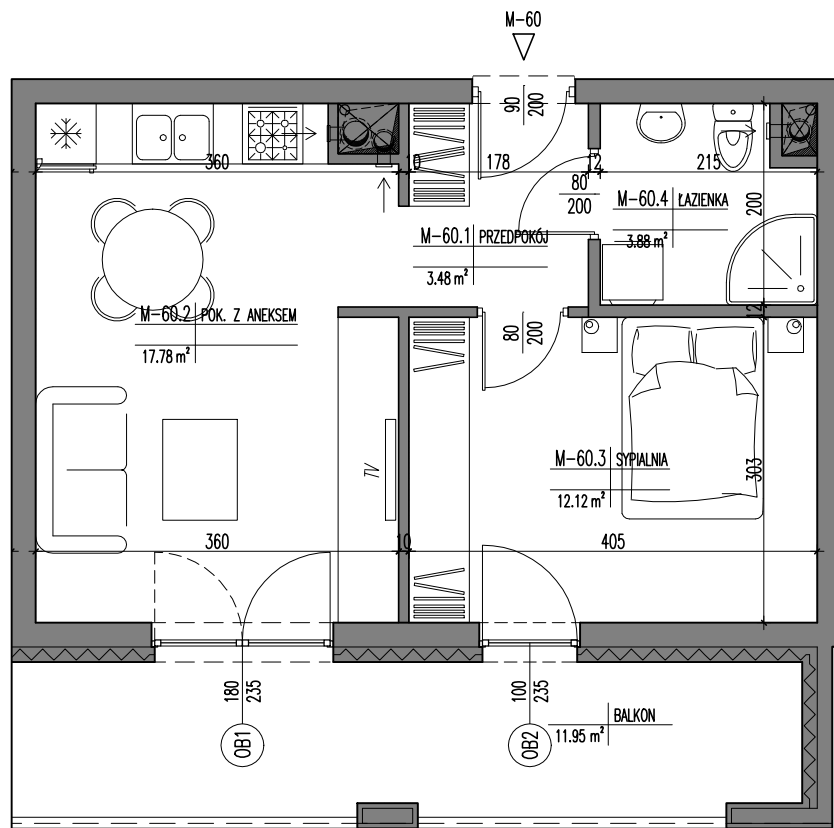 M-60
90
200
360
10
178
12
215
80
200
M-60.4 ŁAZIENKA
3.88 m²
200
M-60.1 PRZEDPOKÓJ
3.48 m²
M-60.2 POK. Z ANEKSEM
17.78 m²
80
200
12
TV
M-60.3 SYPIALNIA
12.12 m²
303
360
10
405
180
235
100
235
OB1
OB2
BALKON
11.95 m²